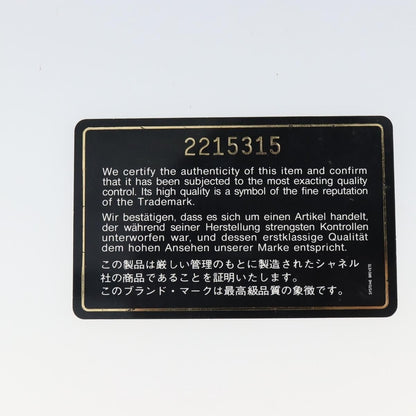 2215315
We certify the authenticity of this item and confirm
that it has been subjected to the most exacting quality
control. Its high quality is a symbol of the fine reputation
of the Trademark.
Wir bestätigen, dass es sich um einen Artikel handelt,
der während seiner Herstellung strengsten Kontrollen
unterworfen war, und dessen erstklassige Qualität
dem hohen Ansehen unserer Marke entspricht.
この製品は厳しい管理のもとに製造されたシャネル
社の商品であることを証明いたします。
このブランド・マークは最高級品質の象徴です。